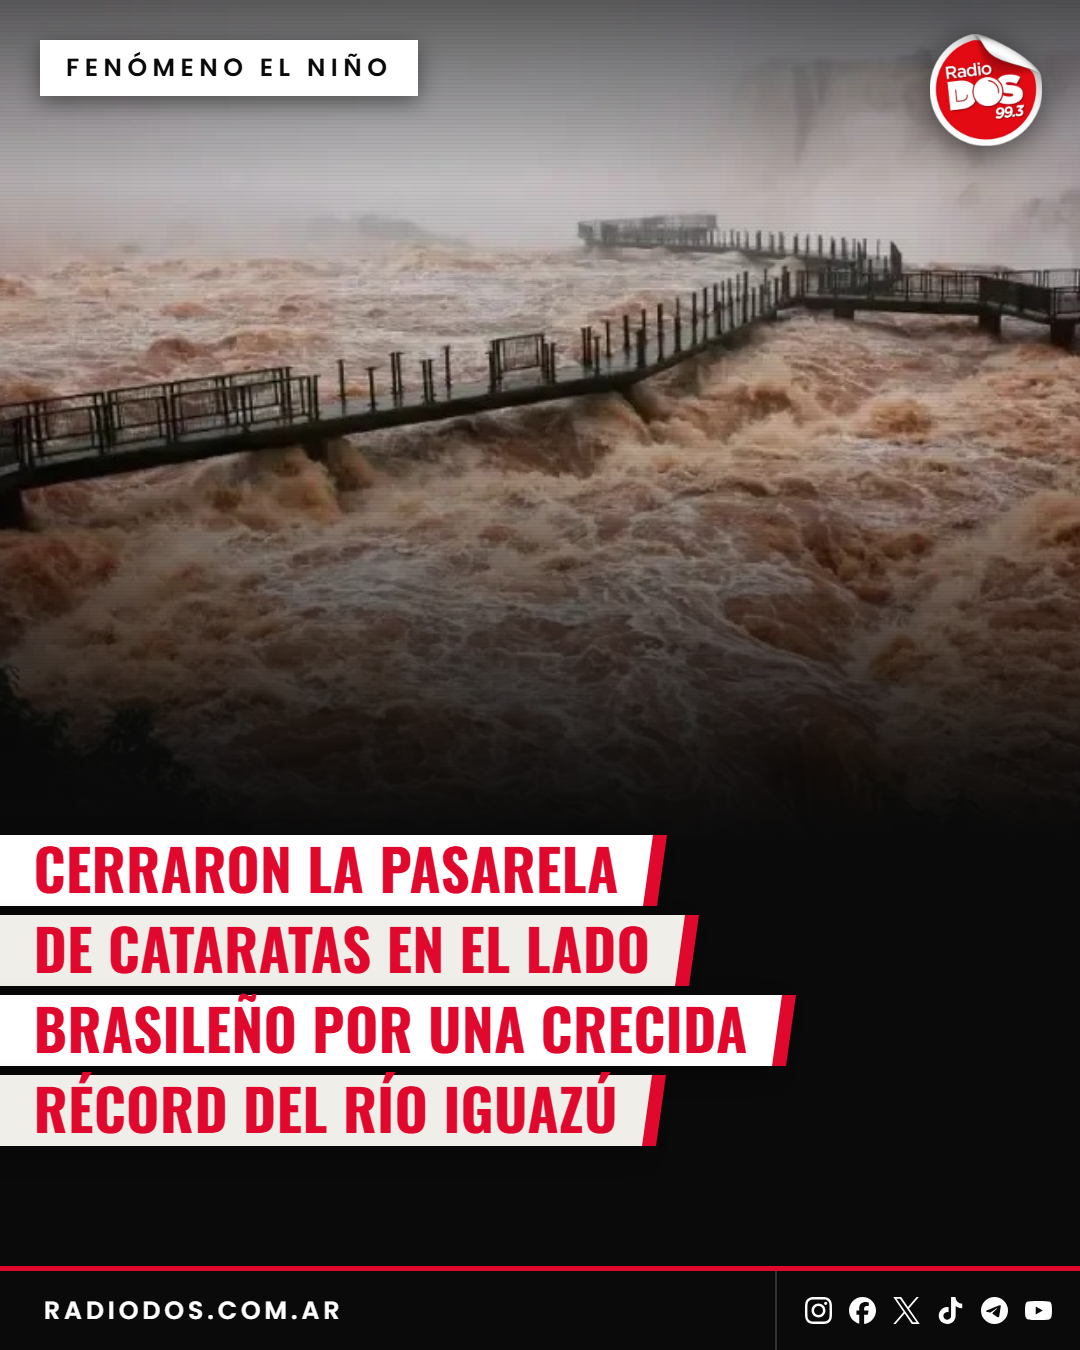 FENÓMENO EL NIÑO
Radio
DOS
99.3
CERRARON LA PASARELA
DE CATARATAS EN EL LADO
BRASILEÑO POR UNA CRECIDA
RÉCORD DEL RÍO IGUAZÚ
RADIODOS.COM.AR